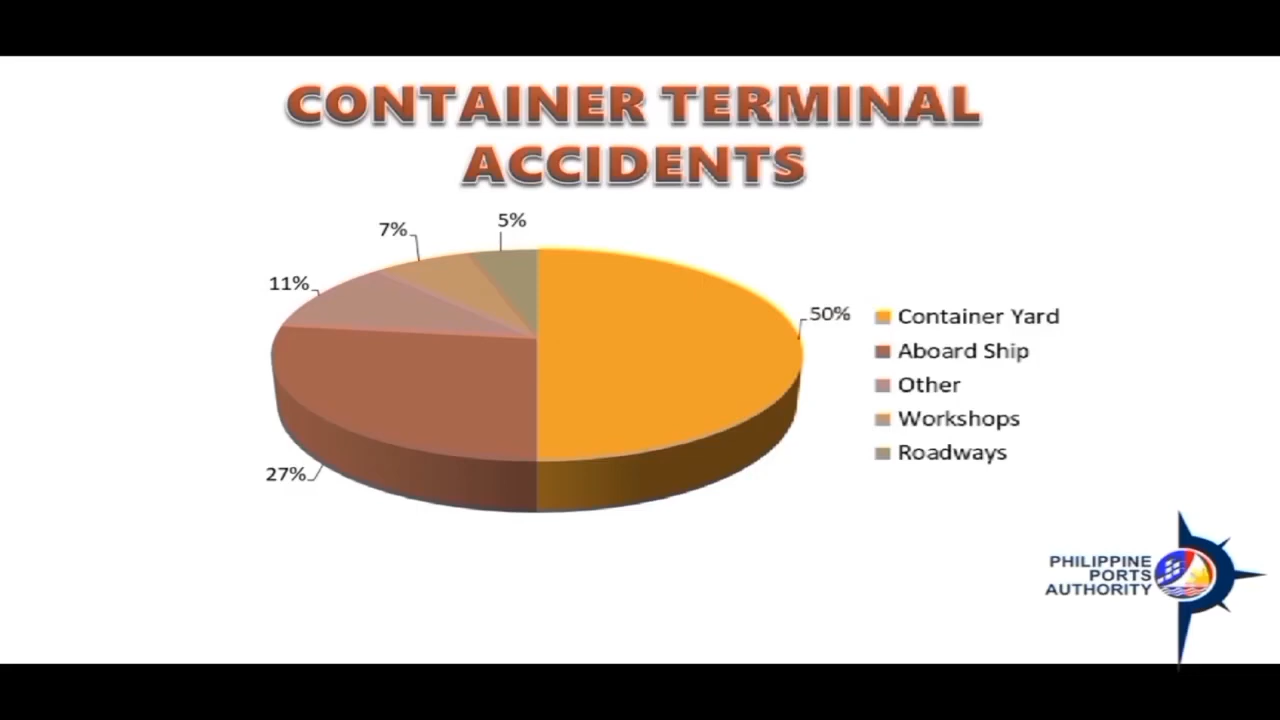 CONTAINER TERMINAL
ACCIDENTS
5%
7%
11%
50%
27%
Container Yard
Aboard Ship
Other
Workshops
Roadways
PHILIPPINE
PORTS
AUTHORITY